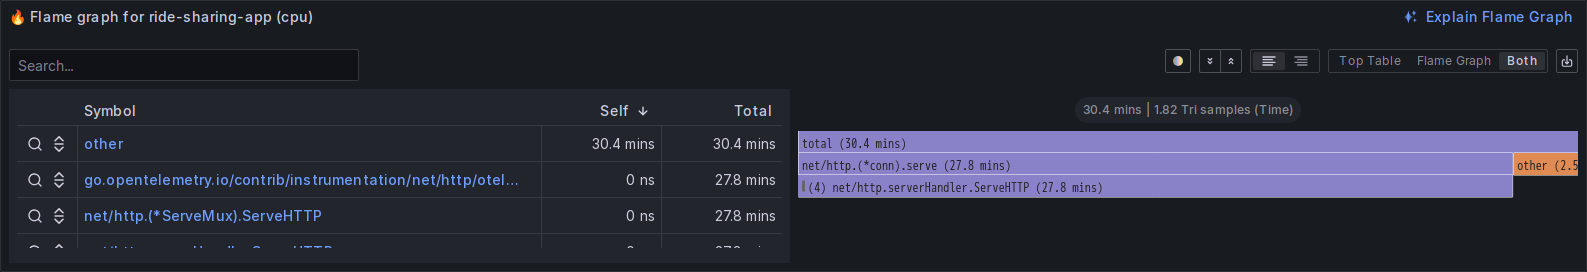 🔥 Flame graph for ride-sharing-app (cpu)
Explain Flame Graph
Search...
Top Table
Flame Graph
Both
Symbol
Self
Total
other
30.4 mins
30.4 mins
go.opentelemetry.io/contrib/instrumentation/net/http/otel...
0 ns
27.8 mins
net/http.(*ServeMux).ServeHTTP
0 ns
27.8 mins
30.4 mins | 1.82 Tri samples (Time)
total (30.4 mins)
net/http.(*conn).serve (27.8 mins)
other (2.5
(4) net/http.serverHandler.ServeHTTP (27.8 mins)